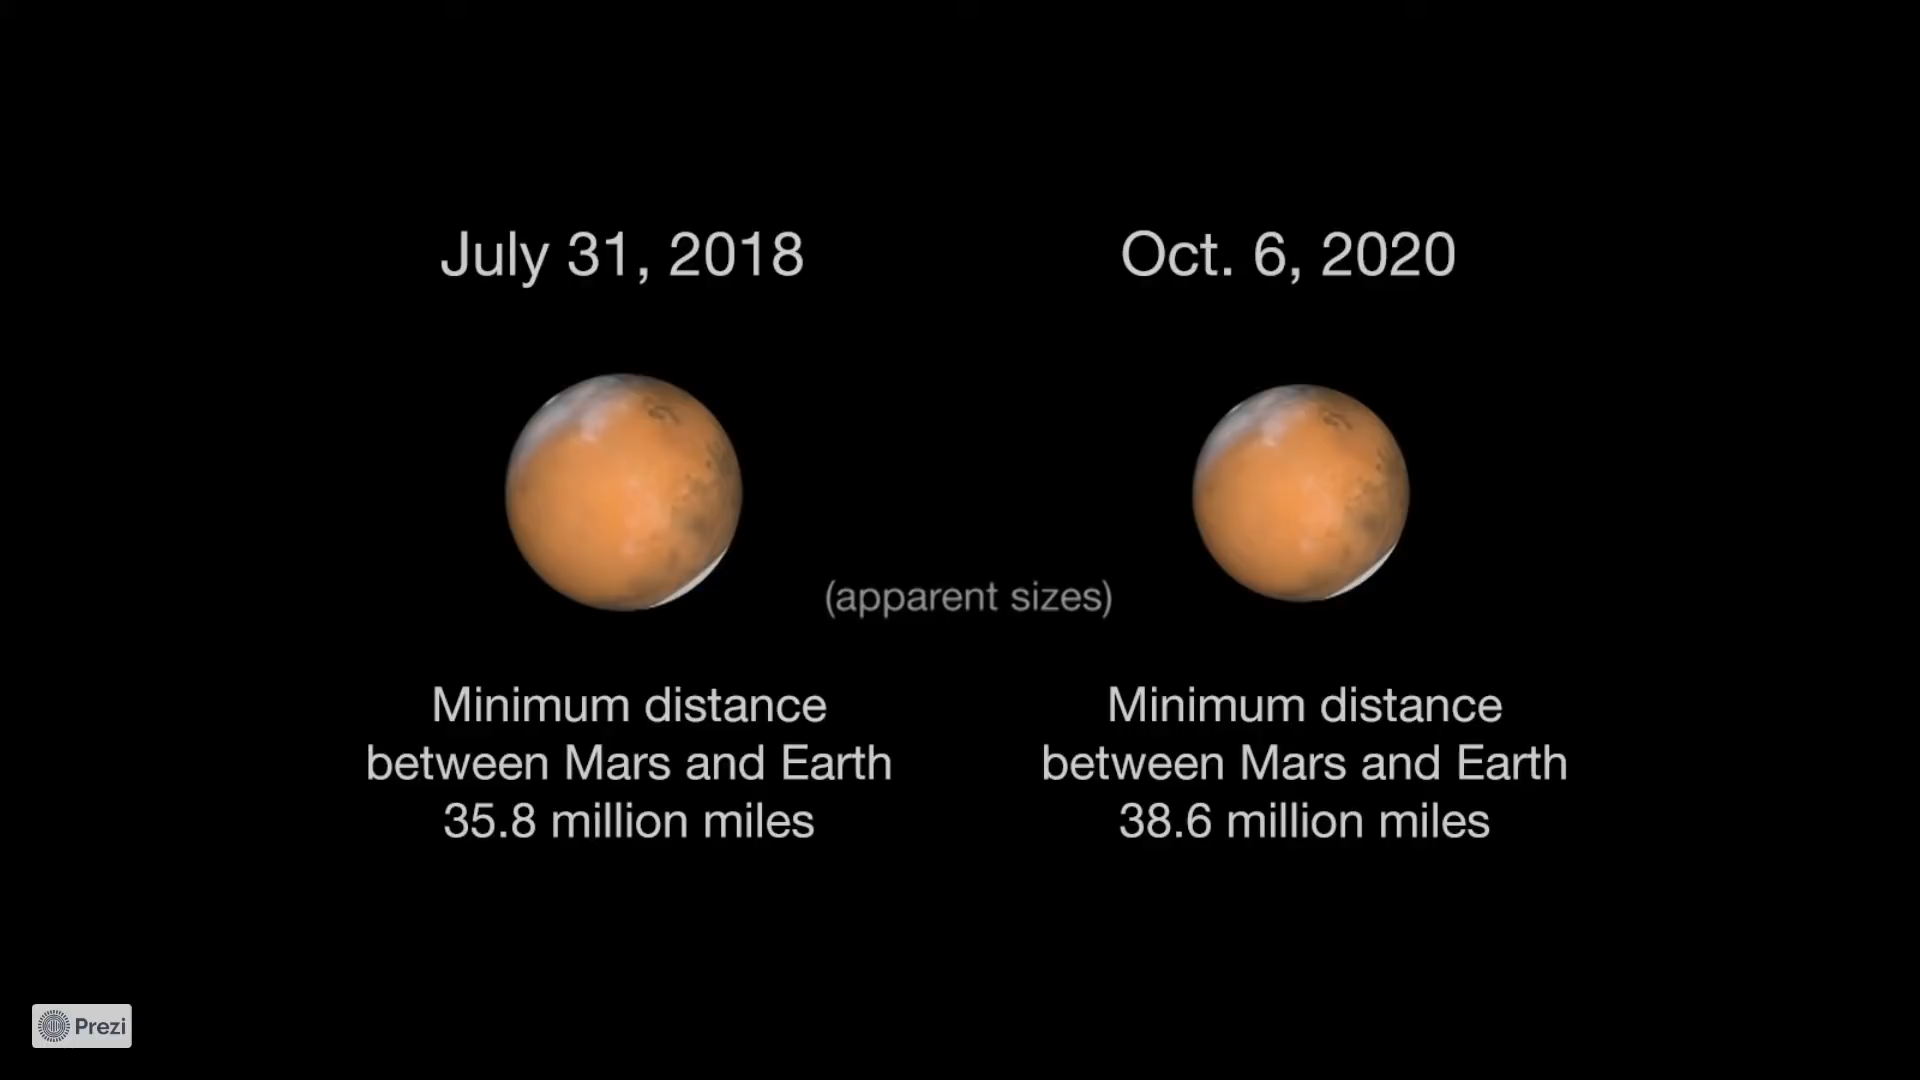 July 31, 2018
Oct. 6, 2020
(apparent sizes)
Minimum distance
between Mars and Earth
35.8 million miles
Minimum distance
between Mars and Earth
38.6 million miles
Prezi